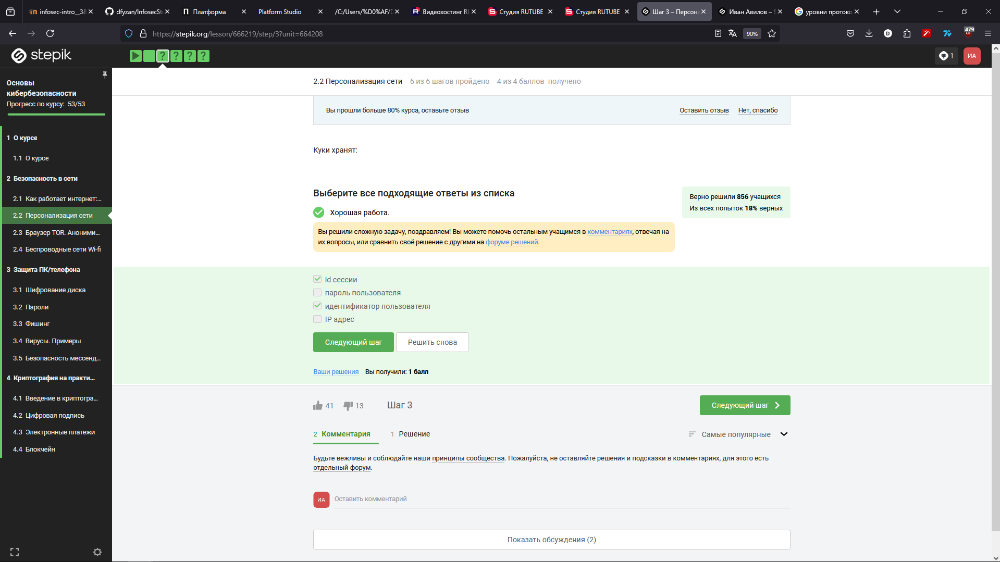 infosec-intro__38
dfyzan/InfosecSte
Платформа
Platform Studio
/C:/Users/%D0%AF/D
Видеохостинг RU
Студия RUTUBE
Студия RUTUBE
Шаг 3 – Персона
Иван Авилов – S
уровни протоко
https://stepik.org/lesson/666219/step/3?unit=664208
90%
479
stepik
? ? ? ?
1
ИА
Основы
кибербезопасности
Прогресс по курсу: 53/53
1 О курсе
1.1 О курсе
2 Безопасность в сети
2.1 Как работает интернет:...
2.2 Персонализация сети
2.3 Браузер TOR. Аноними...
2.4 Беспроводные сети Wi-fi
3 Защита ПК/телефона
3.1 Шифрование диска
3.2 Пароли
3.3 Фишинг
3.4 Вирусы. Примеры
3.5 Безопасность мессенд...
4 Криптография на практи...
4.1 Введение в криптогра...
4.2 Цифровая подпись
4.3 Электронные платежи
4.4 Блокчейн
2.2 Персонализация сети 6 из 6 шагов пройдено 4 из 4 баллов получено
Вы прошли больше 80% курса, оставьте отзыв Оставить отзыв Нет, спасибо
Куки хранят:
Выберите все подходящие ответы из списка
Верно решили 856 учащихся
Из всех попыток 18% верных
Хорошая работа.
Вы решили сложную задачу, поздравляем! Вы можете помочь остальным учащимся в комментариях, отвечая на
их вопросы, или сравнить своё решение с другими на форуме решений.
id сессии
пароль пользователя
идентификатор пользователя
IP адрес
Следующий шаг Решить снова
Ваши решения Вы получили: 1 балл
41 13 Шаг 3 Следующий шаг
2 Комментария 1 Решение Самые популярные
Будьте вежливы и соблюдайте наши принципы сообщества. Пожалуйста, не оставляйте решения и подсказки в комментариях, для этого есть
отдельный форум.
ИА Оставить комментарий
Показать обсуждения (2)